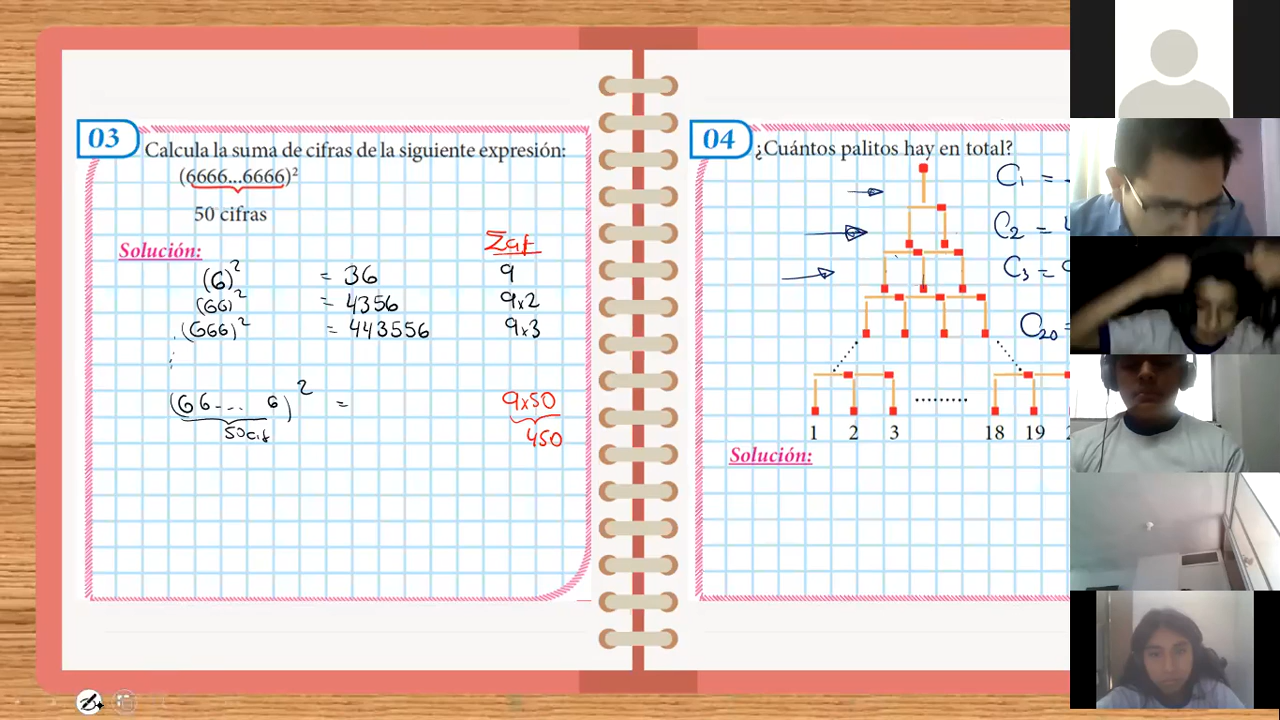 03
Calcula la suma de cifras de la siguiente expresión:
(6666...6666)²
50 cifras
Solución:
Σcif
(6)² = 36 9
(66)² = 4356 9x2
(666)² = 443556 9x3
(66... 6)² = 9x50
50cif 450
04
¿Cuántos palitos hay en total?
C₁ =
C₂ = 4
C₃ =
C₂₀ =
1 2 3 ......... 18 19
Solución: